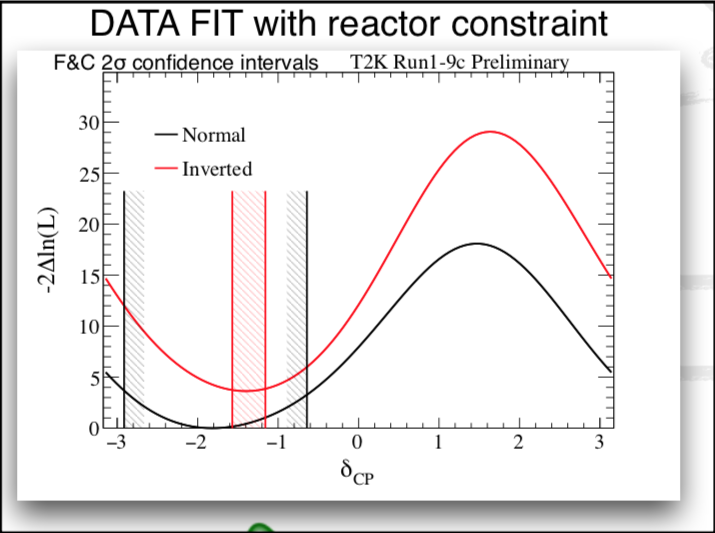 DATA FIT with reactor constraint
F&C 2σ confidence intervals T2K Run1-9c Preliminary
Normal
Inverted
-2Δln(L)
30
25
20
15
10
5
0
−3 −2 −1 0 1 2 3
δCP